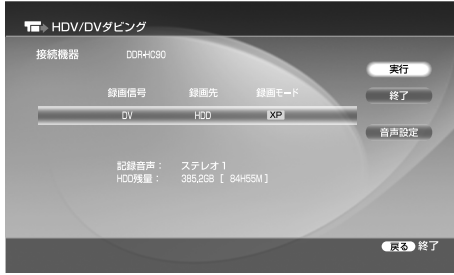 HDV/DVダビング
接続機器 DDR-HC90
実行
録画信号 録画先 録画モード
終了
DV HDD XP
音声設定
記録音声： ステレオ1
HDD残量： 385,2GB [ 84H55M ]
戻る 終了